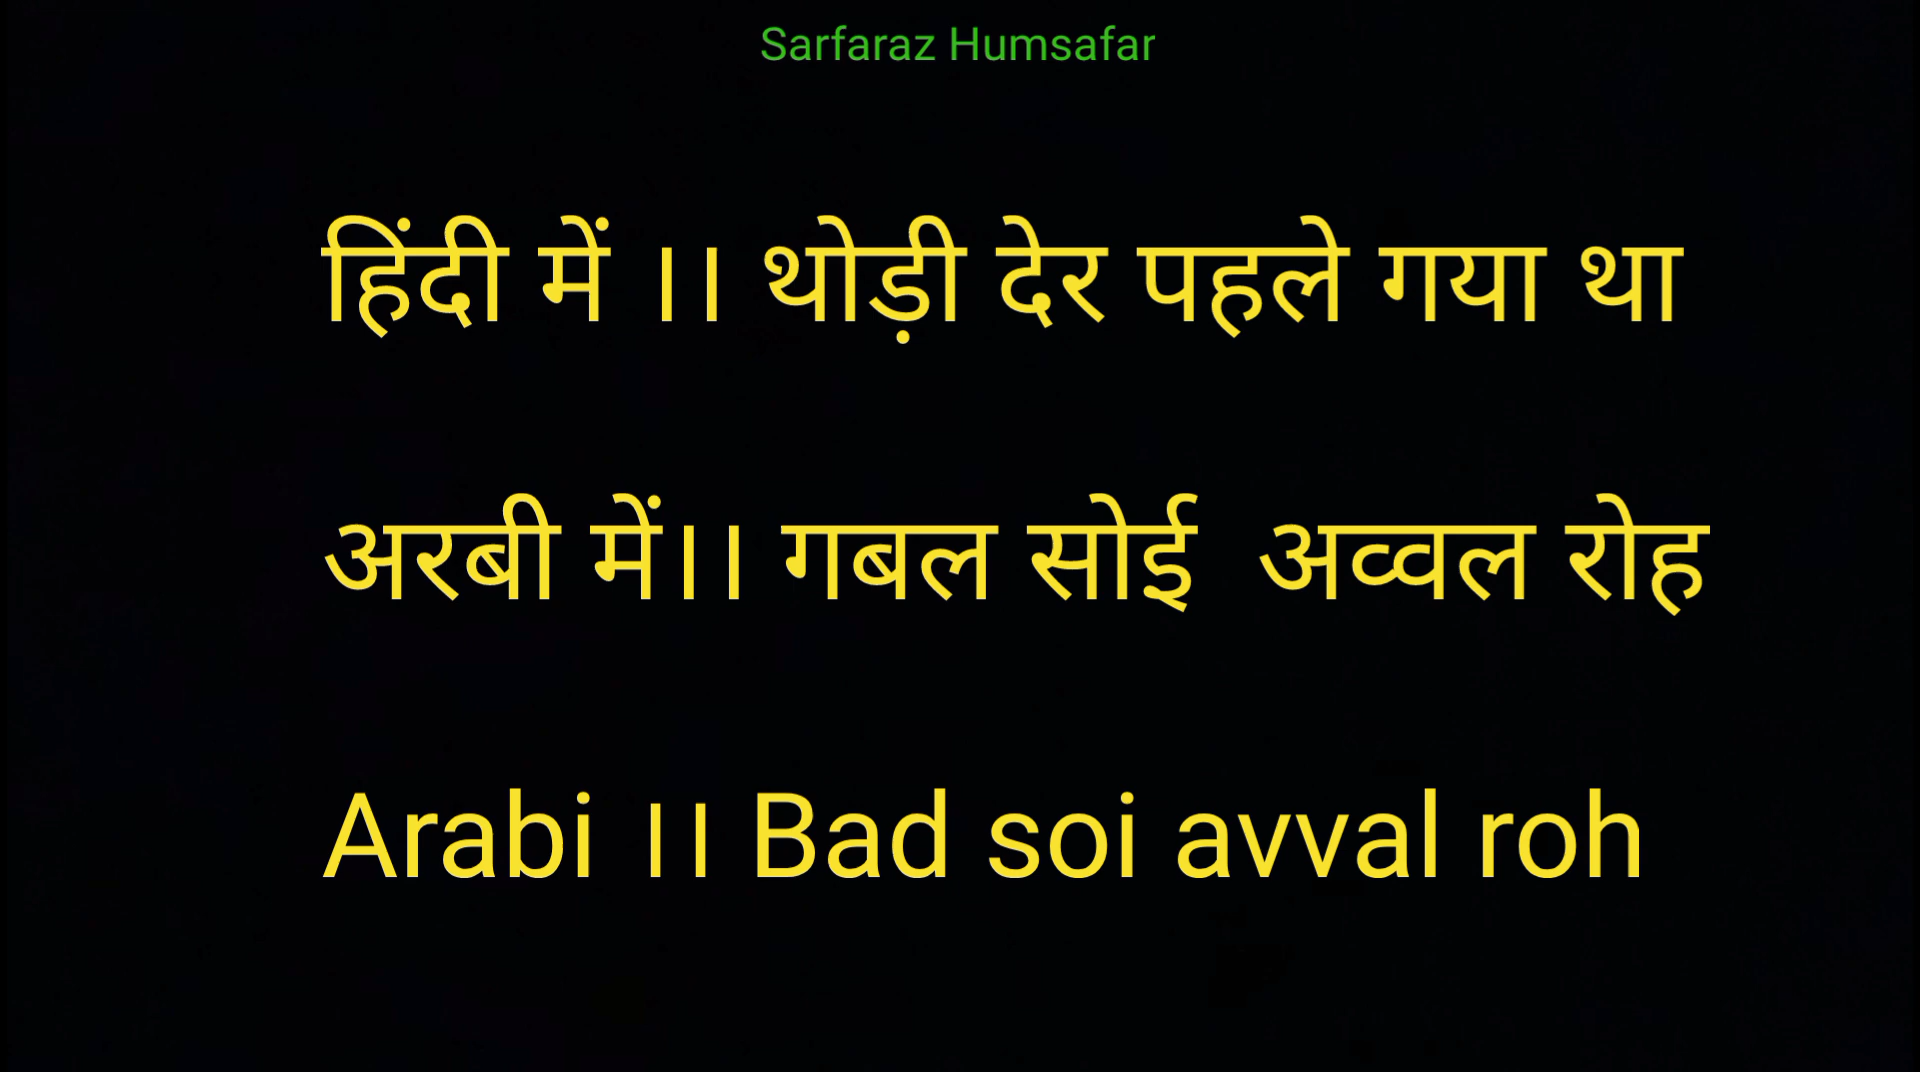 Sarfaraz Humsafar
हिंदी में ।। थोड़ी देर पहले गया था
अरबी में।। गबल सोई  अव्वल रोह
Arabi ।। Bad soi avval roh